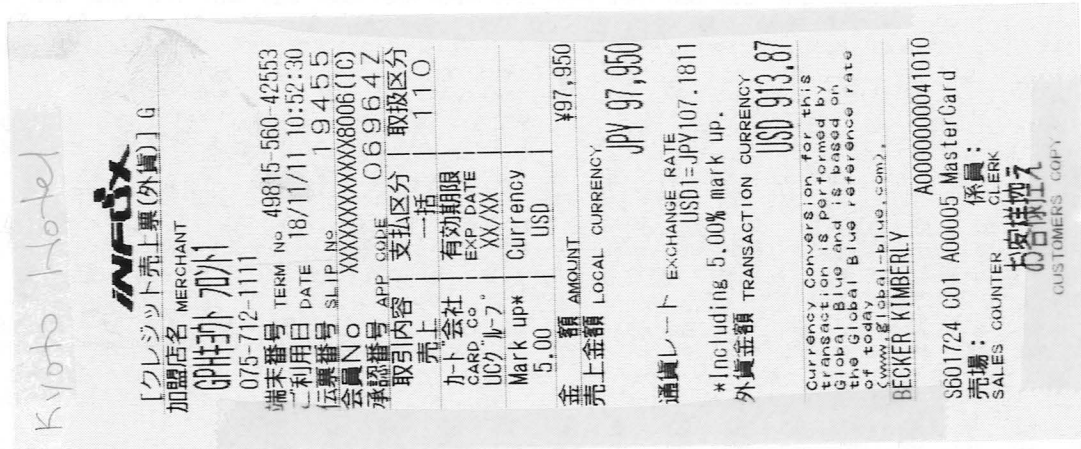 Kyoto Hotel
INFOX
[クレジット売上票(外貨)] G
加盟店名 MERCHANT
GPHキヨウト フロント1
075-712-1111
端末番号 TERM No 49815-560-42553
ご利用日 DATE 18/11/11 10:52:30
伝票番号 SLIP No 19455
会員NO XXXXXXXXXXXX8006(IC)
承認番号 APP CODE 069647
取引内容 支払区分 取扱区分
売上 一括 110
カード会社 有効期限
CARD Co EXP DATE
UCグループ XX/XX
Mark up* Currency
5.00 USD
金 額 AMOUNT ¥97,950
売上金額 LOCAL CURRENCY
JPY 97,950
通貨レート EXCHANGE RATE
USD1=JPY107.1811
*Including 5.00% mark up.
外貨金額 TRANSACTION CURRENCY
USD 913.87
Currency Conversion for this
transaction is performed by
Global Blue and is based on
the Global Blue reference rate
of today
(www.global-blue.com).
BECKER KIMBERLY
A0000000041010
S601724 C01 A00005 MasterCard
売場: 係員:
SALES COUNTER CLERK
お客様控え
CUSTOMERS COPY